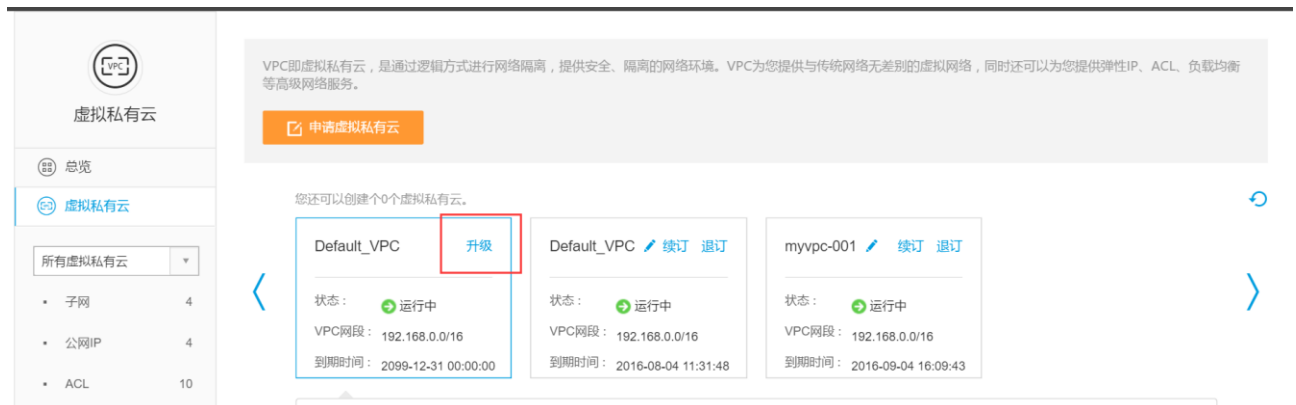 VPC
虚拟私有云
总览
虚拟私有云
所有虚拟私有云
子网 4
公网IP 4
ACL 10
VPC即虚拟私有云，是通过逻辑方式进行网络隔离，提供安全、隔离的网络环境。VPC为您提供与传统网络无差别的虚拟网络，同时还可以为您提供弹性IP、ACL、负载均衡
等高级网络服务。
申请虚拟私有云
您还可以创建个0个虚拟私有云。
Default_VPC 升级
状态： 运行中
VPC网段： 192.168.0.0/16
到期时间： 2099-12-31 00:00:00
Default_VPC 续订 退订
状态： 运行中
VPC网段： 192.168.0.0/16
到期时间： 2016-08-04 11:31:48
myvpc-001 续订 退订
状态： 运行中
VPC网段： 192.168.0.0/16
到期时间： 2016-09-04 16:09:43